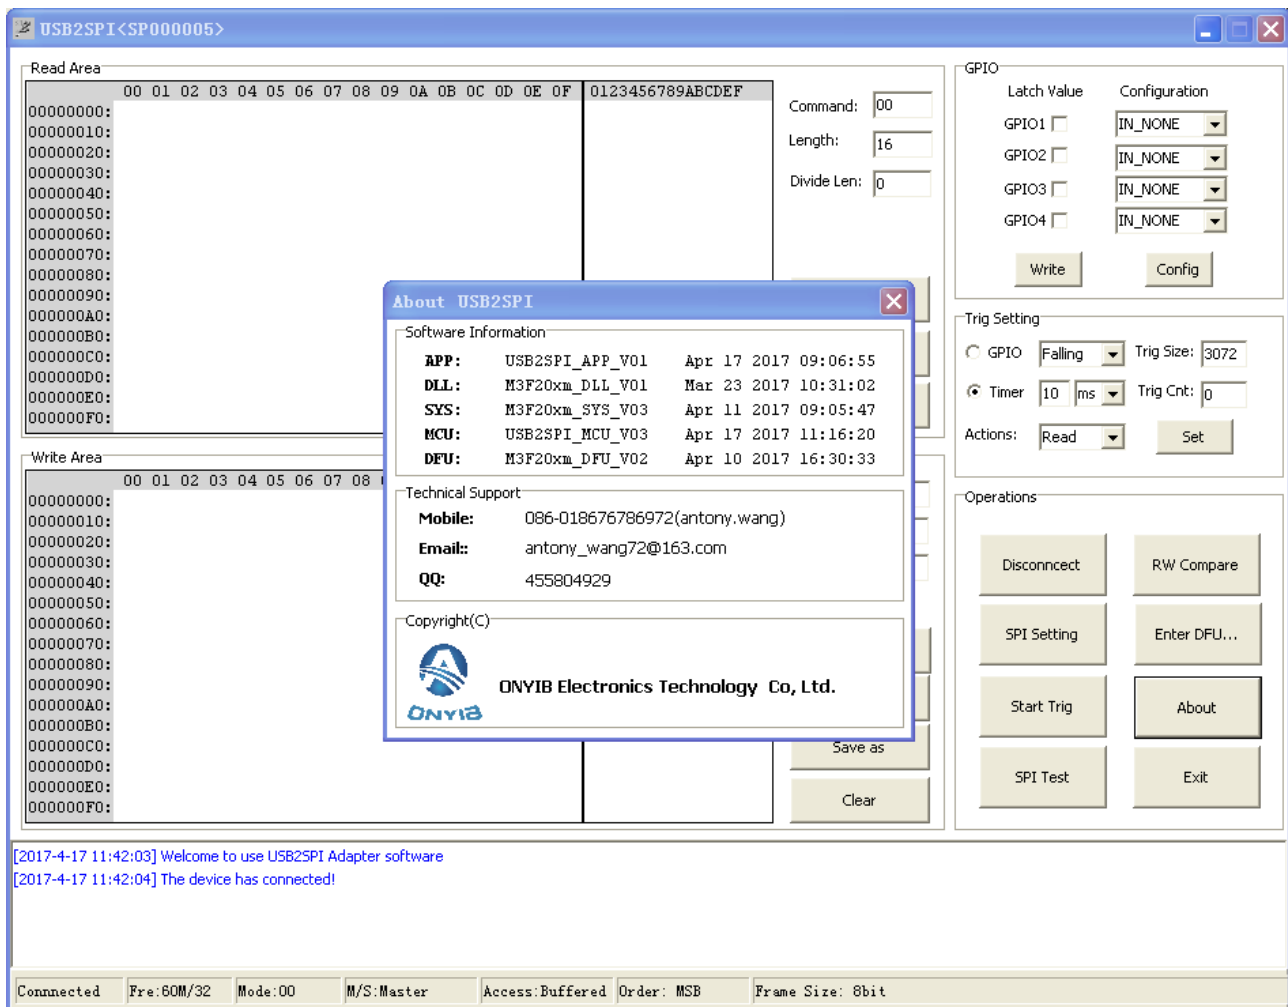 USB2SPI<SP000005>
Read Area
00 01 02 03 04 05 06 07 08 09 0A 0B 0C 0D 0E 0F 0123456789ABCDEF
00000000:
00000010:
00000020:
00000030:
00000040:
00000050:
00000060:
00000070:
00000080:
00000090:
000000A0:
000000B0:
000000C0:
000000D0:
000000E0:
000000F0:
Command: 00
Length: 16
Divide Len: 0
GPIO
Latch Value Configuration
GPIO1 IN_NONE
GPIO2 IN_NONE
GPIO3 IN_NONE
GPIO4 IN_NONE
Write Config
Trig Setting
GPIO Falling Trig Size: 3072
Timer 10 ms Trig Cnt: 0
Actions: Read Set
About USB2SPI
Software Information
APP: USB2SPI_APP_V01 Apr 17 2017 09:06:55
DLL: M3F20xm_DLL_V01 Mar 23 2017 10:31:02
SYS: M3F20xm_SYS_V03 Apr 11 2017 09:05:47
MCU: USB2SPI_MCU_V03 Apr 17 2017 11:16:20
DFU: M3F20xm_DFU_V02 Apr 10 2017 16:30:33
Technical Support
Mobile: 086-018676786972(antony.wang)
Email:: antony_wang72@163.com
QQ: 455804929
Copyright(C)
ONYIB
ONYIB Electronics Technology Co, Ltd.
Write Area
00 01 02 03 04 05 06 07 08
00000000:
00000010:
00000020:
00000030:
00000040:
00000050:
00000060:
00000070:
00000080:
00000090:
000000A0:
000000B0:
000000C0:
000000D0:
000000E0:
000000F0:
Save as
Clear
Operations
Disconncect RW Compare
SPI Setting Enter DFU...
Start Trig About
SPI Test Exit
[2017-4-17 11:42:03] Welcome to use USB2SPI Adapter software
[2017-4-17 11:42:04] The device has connected!
Connnected Fre:60M/32 Mode:00 M/S:Master Access:Buffered Order: MSB Frame Size: 8bit